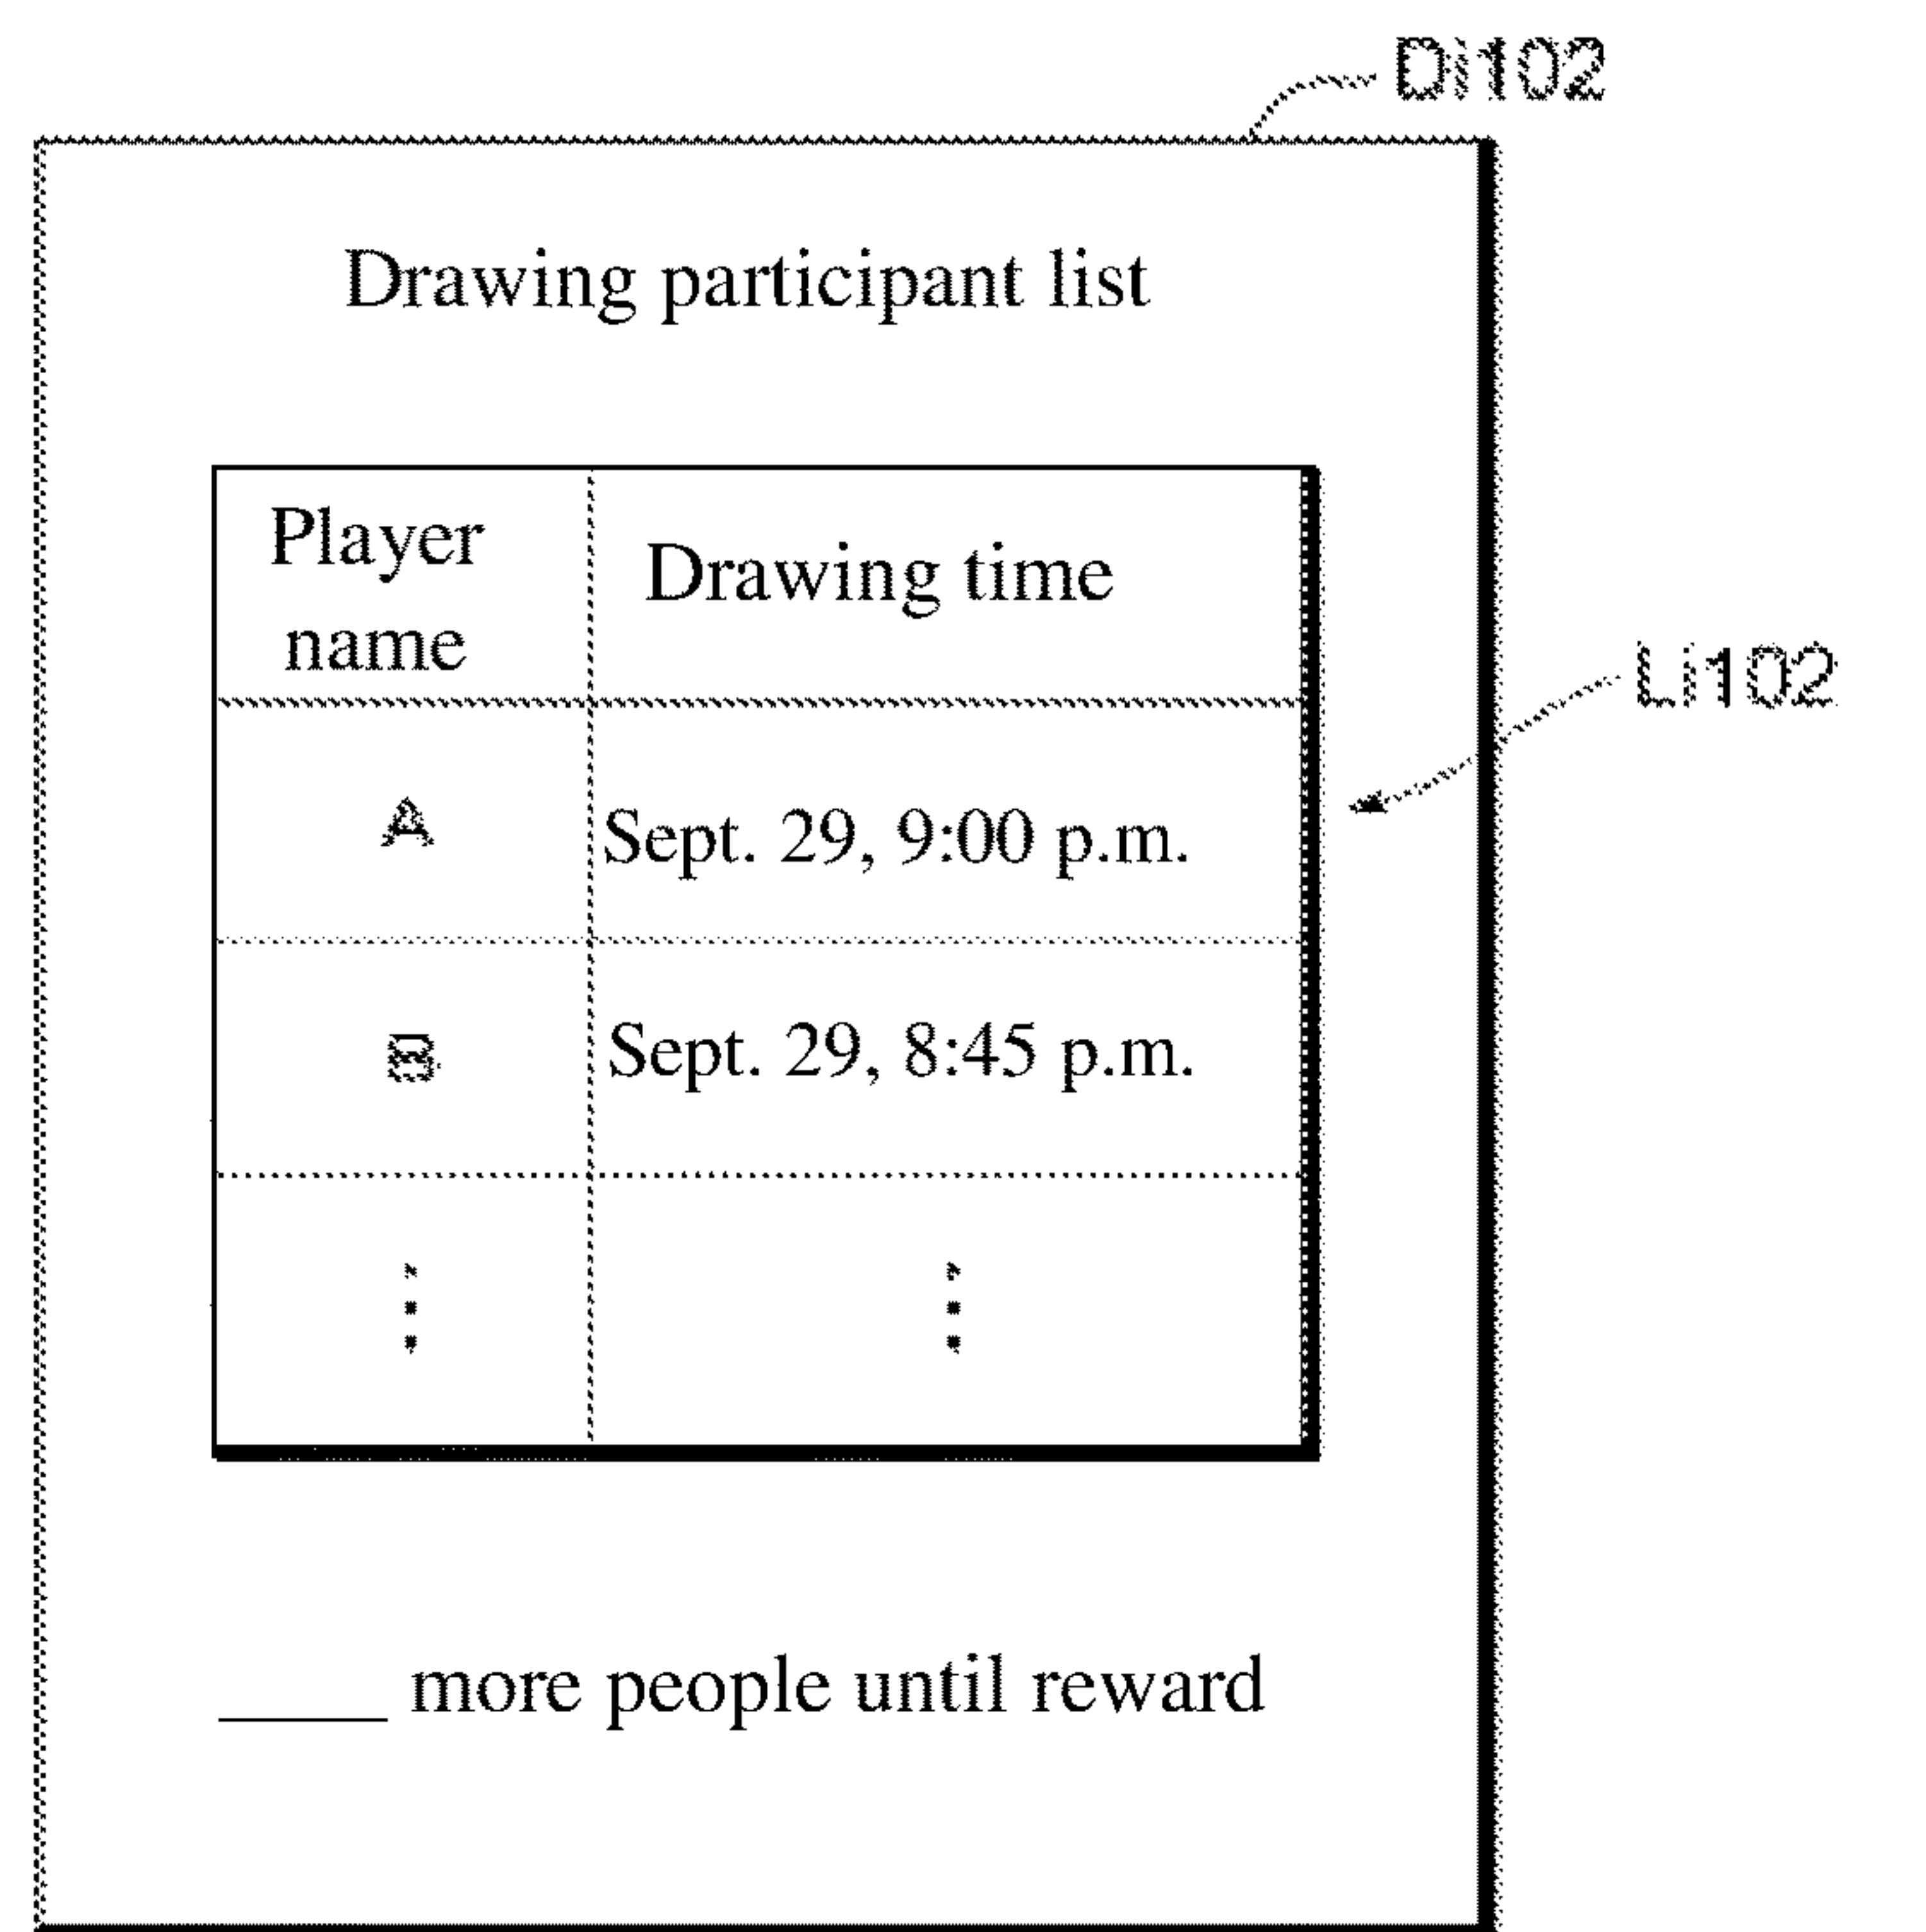 Di102
Drawing participant list
Player name
Drawing time
Li102
A
Sept. 29, 9:00 p.m.
B
Sept. 29, 8:45 p.m.
____ more people until reward